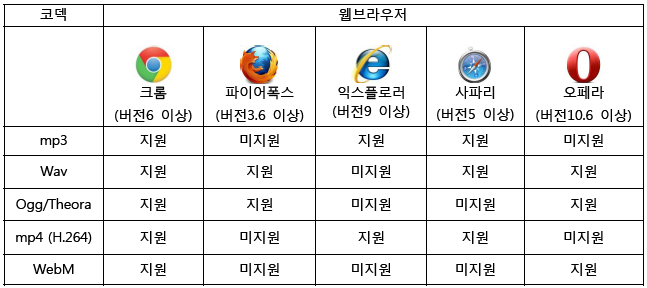 코덱 웹브라우저
크롬 파이어폭스 익스플로러 사파리 오페라
(버전6 이상) (버전3.6 이상) (버전9 이상) (버전5 이상) (버전10.6 이상)
mp3 지원 미지원 지원 지원 미지원
Wav 지원 지원 미지원 지원 지원
Ogg/Theora 지원 지원 미지원 미지원 지원
mp4 (H.264) 지원 미지원 지원 지원 미지원
WebM 지원 미지원 미지원 미지원 지원